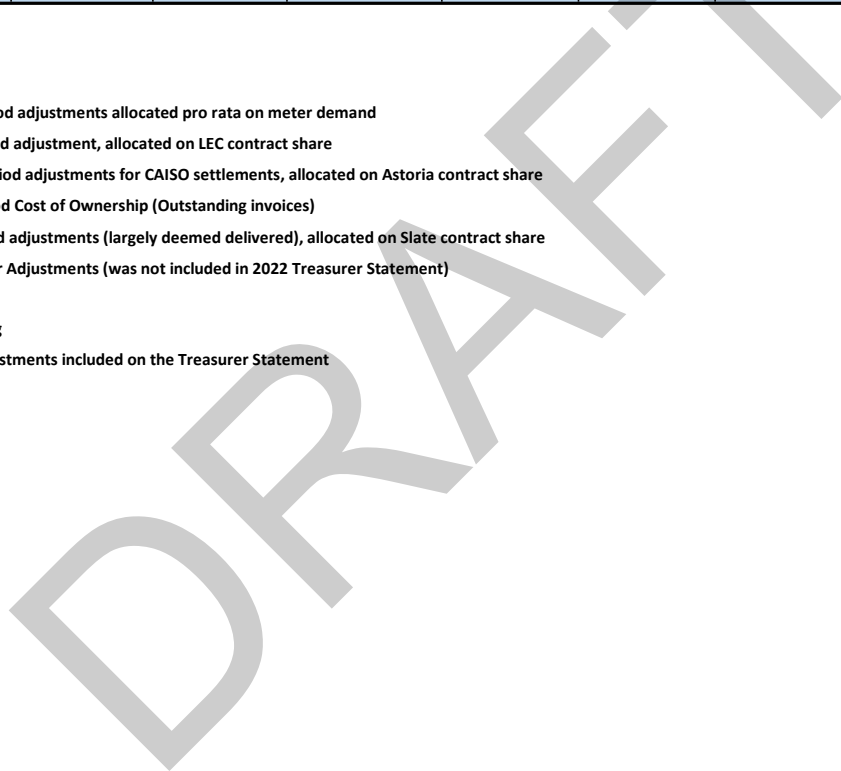 od adjustments allocated pro rata on meter demand
d adjustment, allocated on LEC contract share
iod adjustments for CAISO settlements, allocated on Astoria contract share
od Cost of Ownership (Outstanding invoices)
d adjustments (largely deemed delivered), allocated on Slate contract share
r Adjustments (was not included in 2022 Treasurer Statement)
g
stments included on the Treasurer Statement
DRAFT